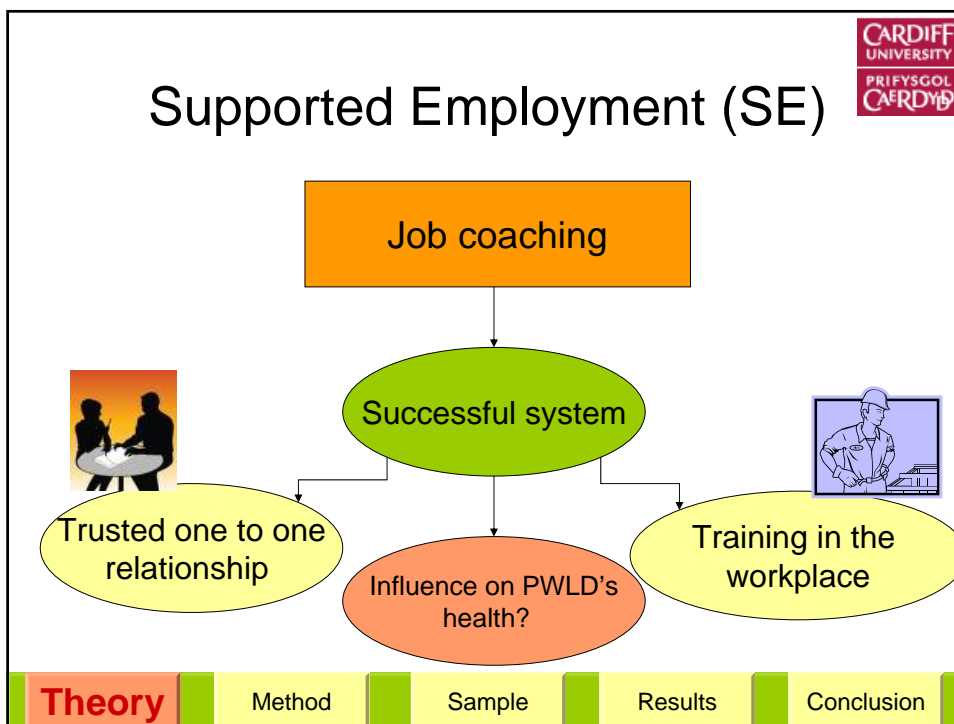 CARDIFF
UNIVERSITY
PRIFYSGOL
CAERDYD
Supported Employment (SE)
Job coaching
Successful system
Trusted one to one
relationship
Influence on PWLD's
health?
Training in the
workplace
Theory
Method
Sample
Results
Conclusion